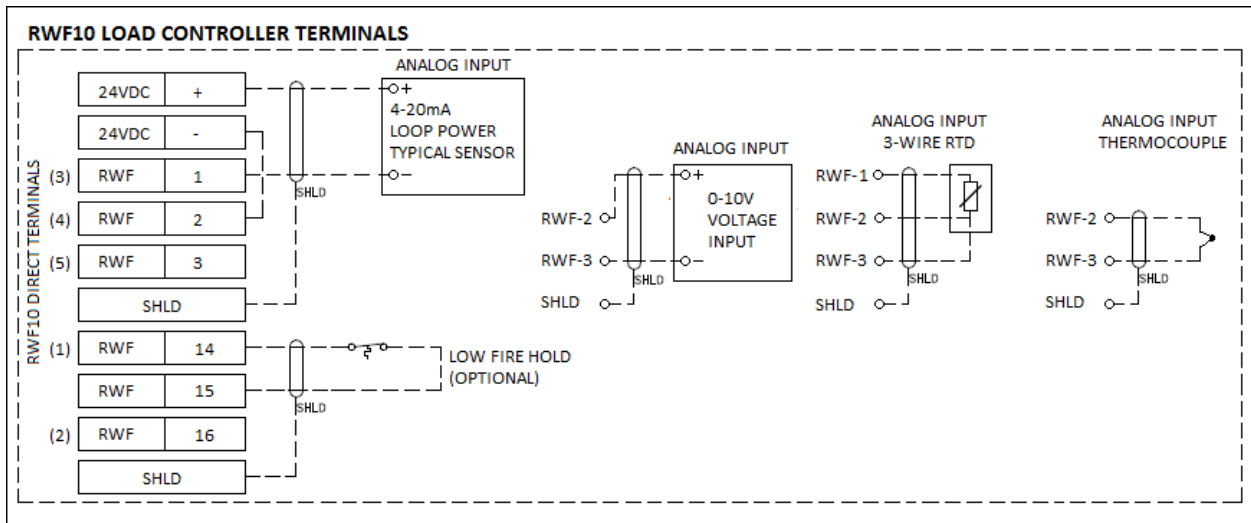 RWF10 LOAD CONTROLLER TERMINALS
RWF10 DIRECT TERMINALS
24VDC +
24VDC -
(3) RWF 1
(4) RWF 2
(5) RWF 3
SHLD
(1) RWF 14
RWF 15
(2) RWF 16
SHLD
ANALOG INPUT
+
4-20mA
LOOP POWER
TYPICAL SENSOR
-
SHLD
LOW FIRE HOLD
(OPTIONAL)
SHLD
ANALOG INPUT
+
0-10V
VOLTAGE
INPUT
-
RWF-2
RWF-3
SHLD
SHLD
ANALOG INPUT
3-WIRE RTD
RWF-1
RWF-2
RWF-3
SHLD
SHLD
ANALOG INPUT
THERMOCOUPLE
RWF-2
RWF-3
SHLD
SHLD